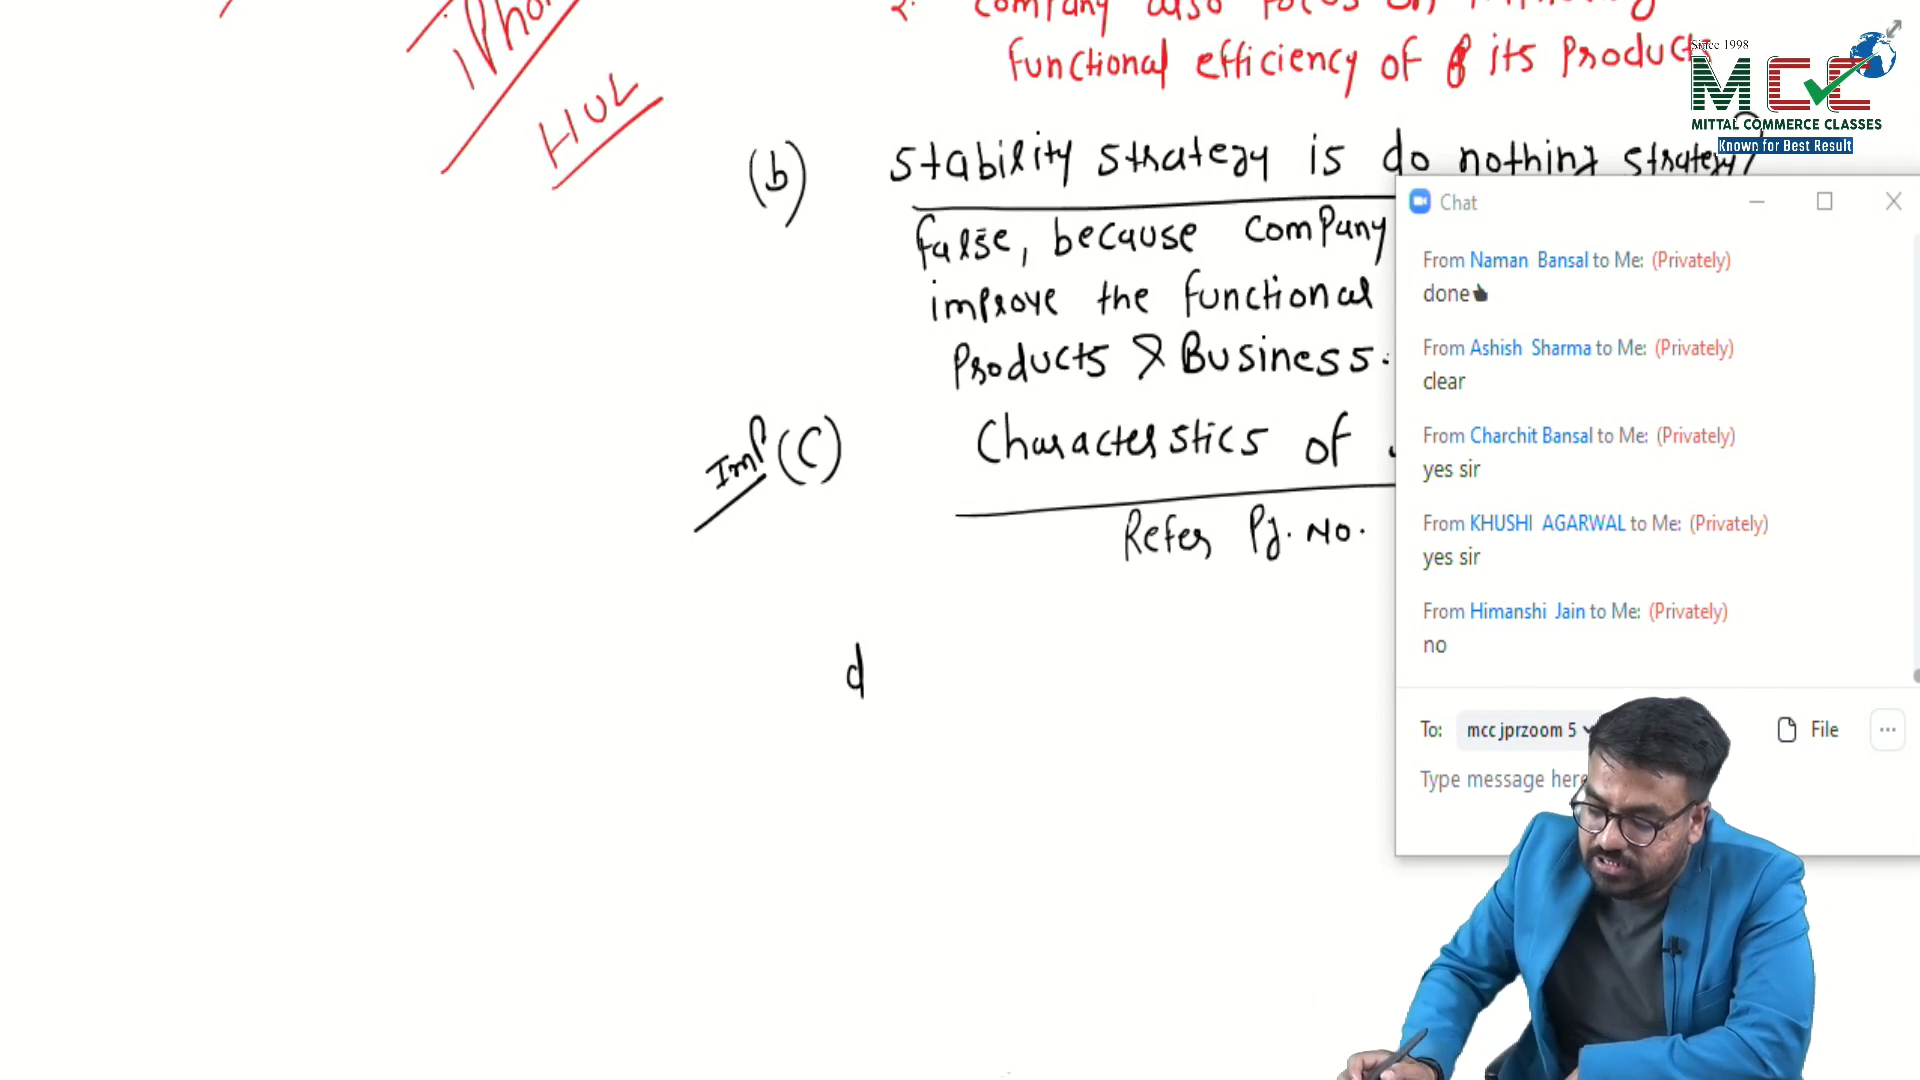 iPhon
HUL
2. Company also focus on
functional efficiency of its Products
(b) Stability strategy is do nothing strategy?
false, because company
improve the functional
Products & Business.
Imp (C) Characterstics of
Refer Pg. No.
d
Since 1998
MCC
MITTAL COMMERCE CLASSES
Known for Best Result
Chat
From Naman Bansal to Me: (Privately)
done
From Ashish Sharma to Me: (Privately)
clear
From Charchit Bansal to Me: (Privately)
yes sir
From KHUSHI AGARWAL to Me: (Privately)
yes sir
From Himanshi Jain to Me: (Privately)
no
To: mcc jprzoom 5 File
Type message here